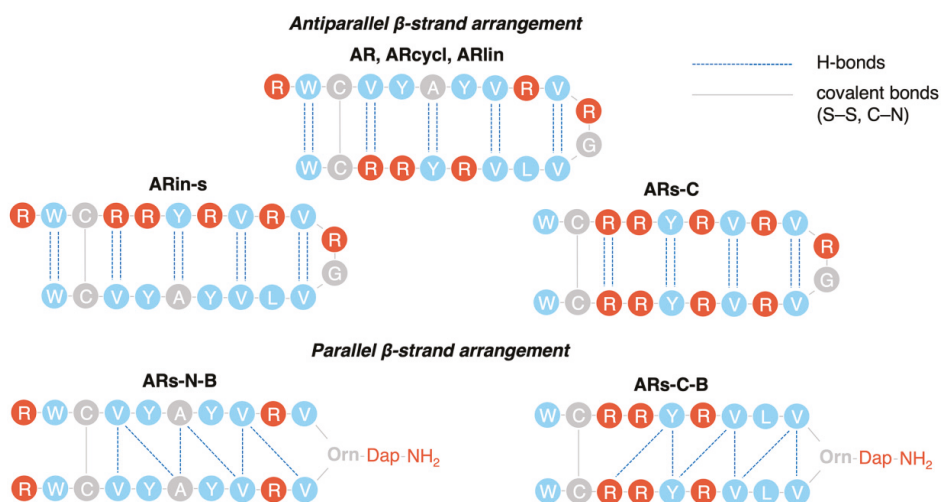 Antiparallel β-strand arrangement
AR, ARcycl, ARlin
R W C V Y A Y V R V
R
G
W C R R Y R V L V
H-bonds
covalent bonds
(S–S, C–N)
ARin-s
R W C R R Y R V R V
R
G
W C V Y A Y V L V
ARs-C
W C R R Y R V R V
R
G
W C R R Y R V R V
Parallel β-strand arrangement
ARs-N-B
R W C V Y A Y V R V
Orn-Dap-NH2
R W C V Y A Y V R V
ARs-C-B
W C R R Y R V L V
Orn-Dap-NH2
W C R R Y R V L V